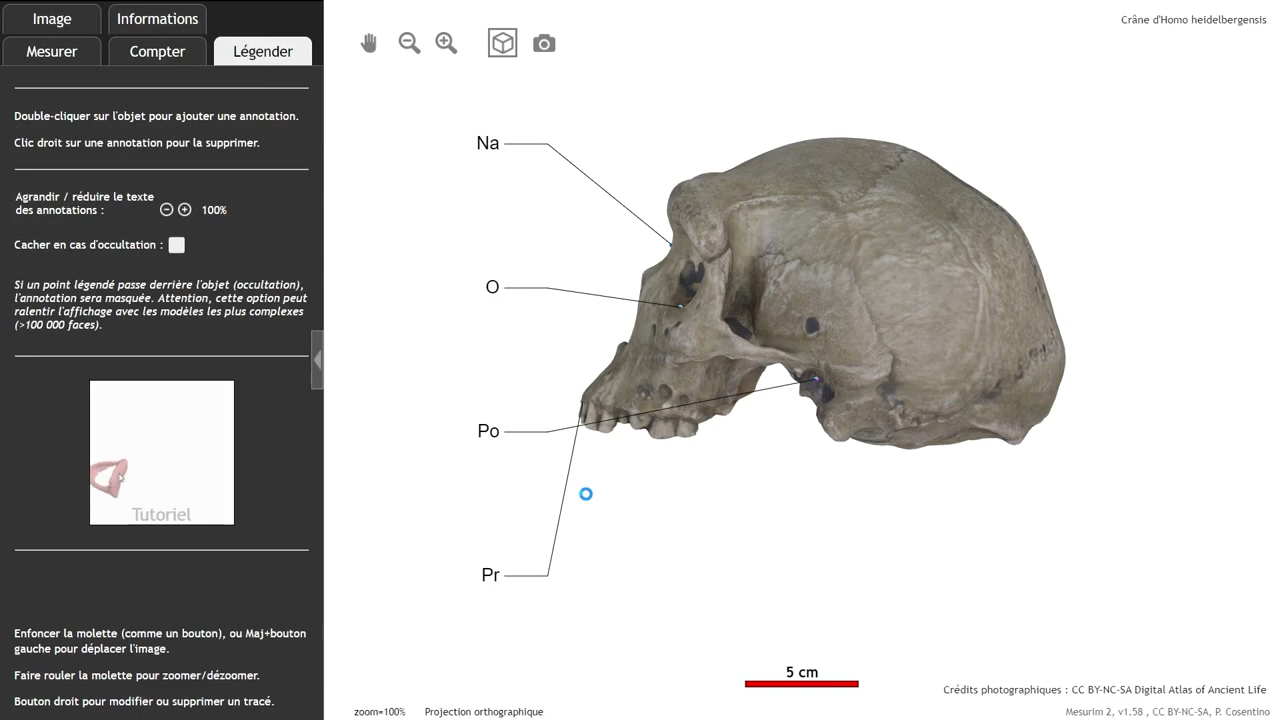 Image
Informations
Mesurer
Compter
Légender
Double-cliquer sur l'objet pour ajouter une annotation.
Clic droit sur une annotation pour la supprimer.
Agrandir / réduire le texte
des annotations :
100%
Cacher en cas d'occultation :
Si un point légendé passe derrière l'objet (occultation),
l'annotation sera masquée. Attention, cette option peut
ralentir l'affichage avec les modèles les plus complexes
(>100 000 faces).
Tutoriel
Enfoncer la molette (comme un bouton), ou Maj+bouton
gauche pour déplacer l'image.
Faire rouler la molette pour zoomer/dézoomer.
Bouton droit pour modifier ou supprimer un tracé.
Crâne d'Homo heidelbergensis
Na
O
Po
Pr
5 cm
Crédits photographiques : CC BY-NC-SA Digital Atlas of Ancient Life
zoom=100%
Projection orthographique
Mesurim 2, v1.58 , CC BY-NC-SA, P. Cosentino